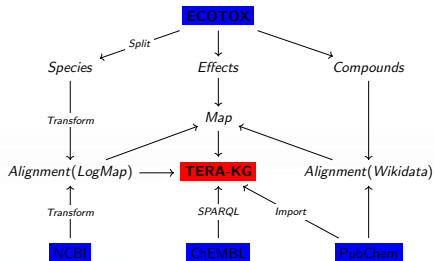 ECOTOX
Split
Species Effects Compounds
Transform
Map
Alignment(LogMap) TERA-KG Alignment(Wikidata)
Transform SPARQL Import
NCBI ChEMBL PubChem